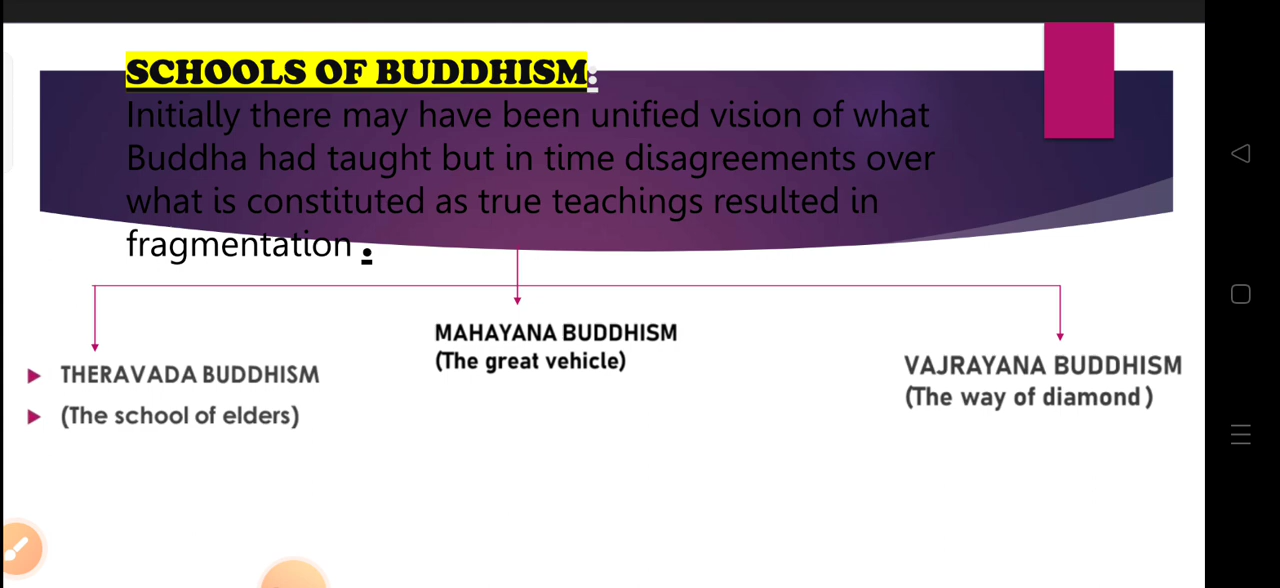 SCHOOLS OF BUDDHISM:
Initially there may have been unified vision of what
Buddha had taught but in time disagreements over
what is constituted as true teachings resulted in
fragmentation .
MAHAYANA BUDDHISM
(The great vehicle)
THERAVADA BUDDHISM
(The school of elders)
VAJRAYANA BUDDHISM
(The way of diamond )